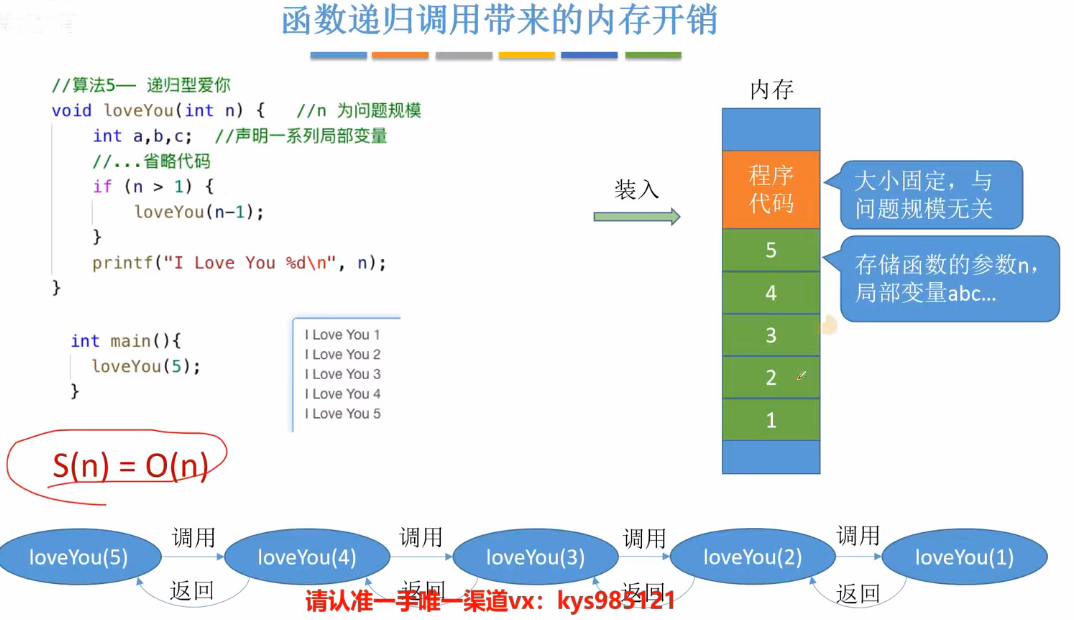 函数递归调用带来的内存开销
//算法5—— 递归型爱你
void loveYou(int n) { //n 为问题规模
int a,b,c; //声明一系列局部变量
//...省略代码
if (n > 1) {
loveYou(n-1);
}
printf("I Love You %d\n", n);
}
int main(){
loveYou(5);
}
I Love You 1
I Love You 2
I Love You 3
I Love You 4
I Love You 5
S(n) = O(n)
装入
内存
程序
代码
5
4
3
2
1
大小固定，与
问题规模无关
存储函数的参数n，
局部变量abc…
loveYou(5) 调用 loveYou(4) 调用 loveYou(3) 调用 loveYou(2) 调用 loveYou(1)
返回 返回 返回 返回
请认准一手唯一渠道vx：kys985121